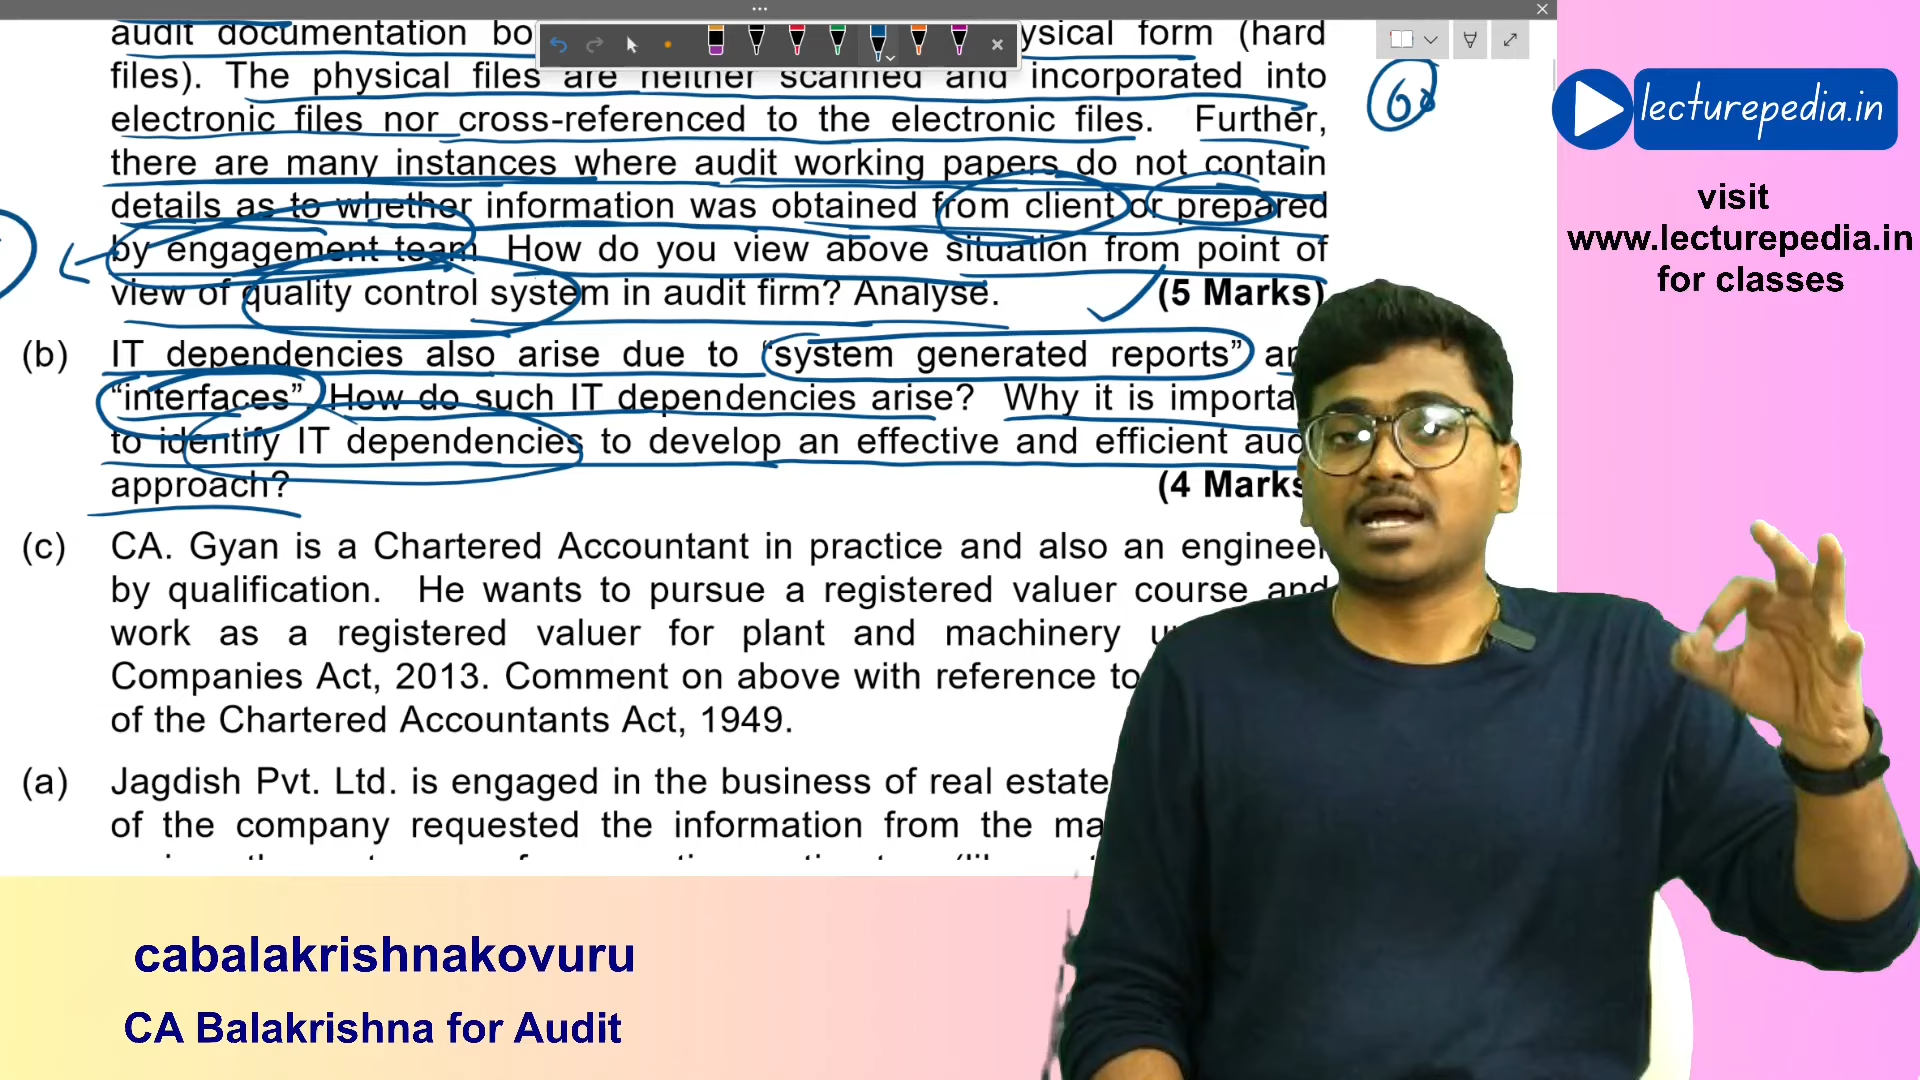 audit documentation bo ysical form (hard
files). The physical files are neither scanned and incorporated into
electronic files nor cross-referenced to the electronic files. Further,
there are many instances where audit working papers do not contain
details as to whether information was obtained from client or prepared
by engagement team. How do you view above situation from point of
view of quality control system in audit firm? Analyse. (5 Marks)
(b) IT dependencies also arise due to “system generated reports” an
“interfaces” How do such IT dependencies arise? Why it is importa
to identify IT dependencies to develop an effective and efficient aud
approach? (4 Marks
(c) CA. Gyan is a Chartered Accountant in practice and also an engineer
by qualification. He wants to pursue a registered valuer course and
work as a registered valuer for plant and machinery u
Companies Act, 2013. Comment on above with reference to
of the Chartered Accountants Act, 1949.
(a) Jagdish Pvt. Ltd. is engaged in the business of real estate
of the company requested the information from the ma
lecturepedia.in
visit
www.lecturepedia.in
for classes
cabalakrishnakovuru
CA Balakrishna for Audit